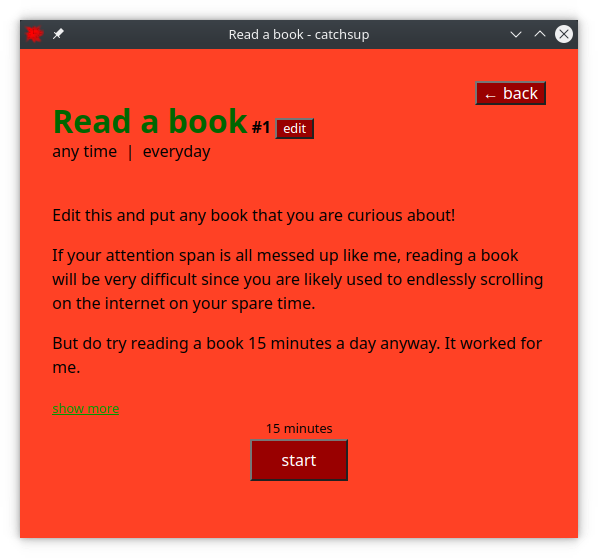 Read a book - catchsup
← back
Read a book #1 edit
any time | everyday
Edit this and put any book that you are curious about!
If your attention span is all messed up like me, reading a book
will be very difficult since you are likely used to endlessly scrolling
on the internet on your spare time.
But do try reading a book 15 minutes a day anyway. It worked for
me.
show more
15 minutes
start